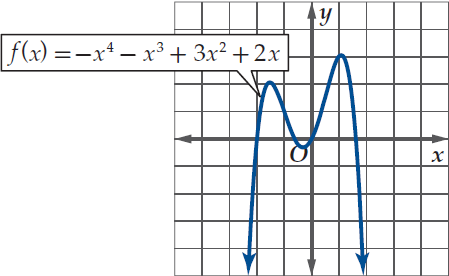 y
f(x) = −x⁴ − x³ + 3x² + 2x
O
x